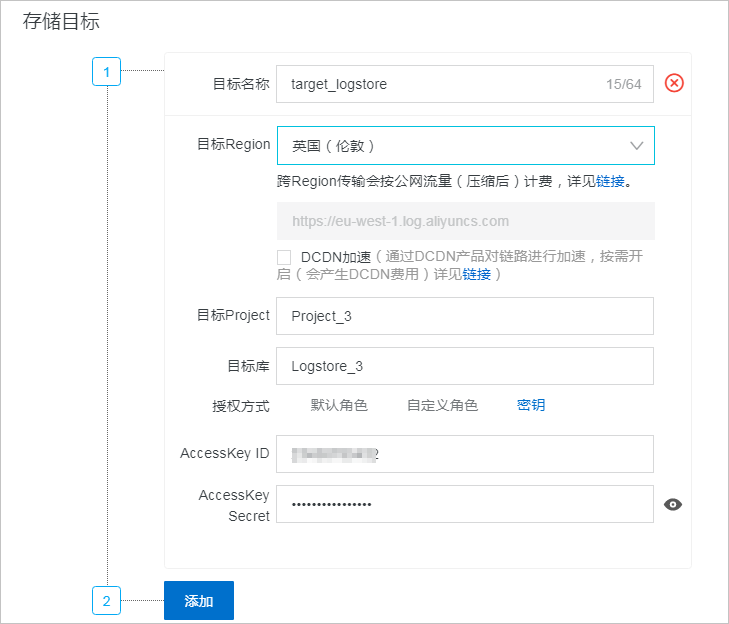 存储目标
1
目标名称 target_logstore 15/64
目标Region 英国（伦敦）
跨Region传输会按公网流量（压缩后）计费，详见链接。
https://eu-west-1.log.aliyuncs.com
DCDN加速（通过DCDN产品对链路进行加速，按需开
启（会产生DCDN费用）详见链接）
目标Project Project_3
目标库 Logstore_3
授权方式 默认角色 自定义角色 密钥
AccessKey ID
AccessKey
Secret ••••••••••••••••
2 添加